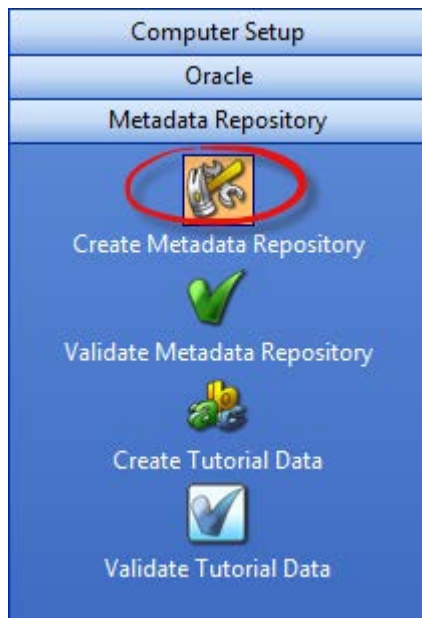 Computer Setup
Oracle
Metadata Repository
Create Metadata Repository
Validate Metadata Repository
Create Tutorial Data
Validate Tutorial Data